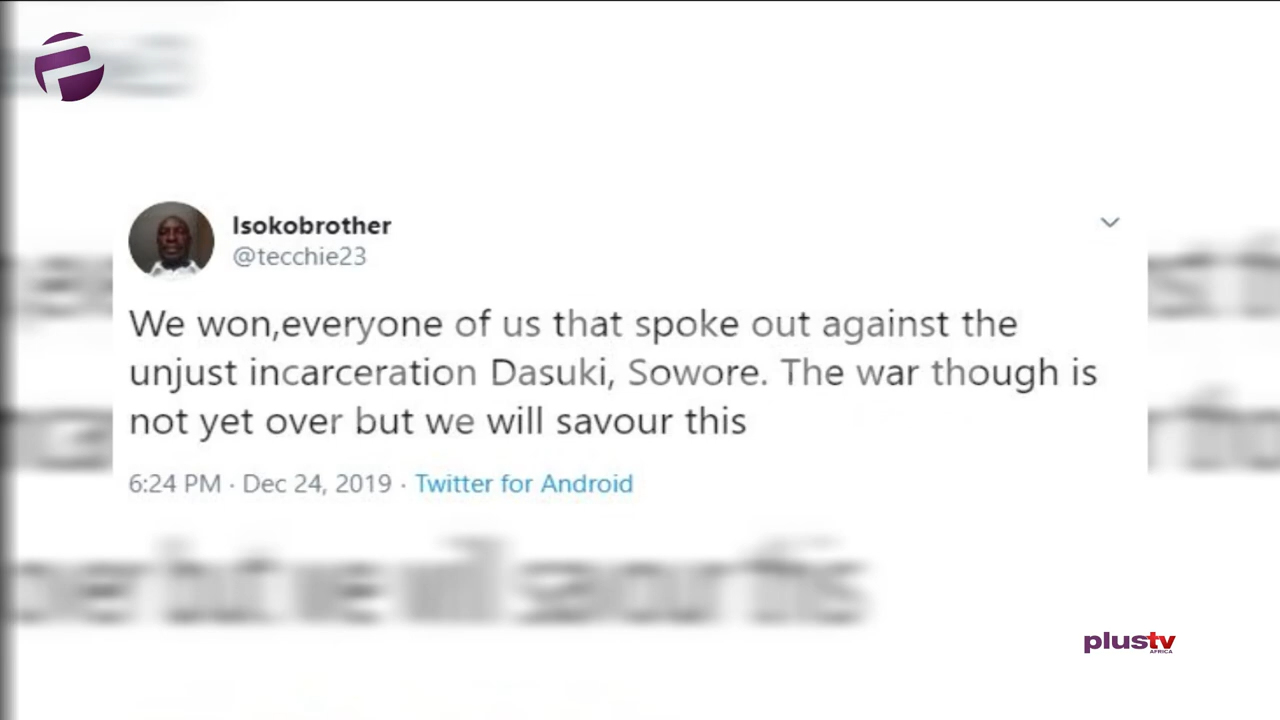 Isokobrother
@tecchie23
We won,everyone of us that spoke out against the
unjust incarceration Dasuki, Sowore. The war though is
not yet over but we will savour this
6:24 PM · Dec 24, 2019 · Twitter for Android
plustv
AFRICA